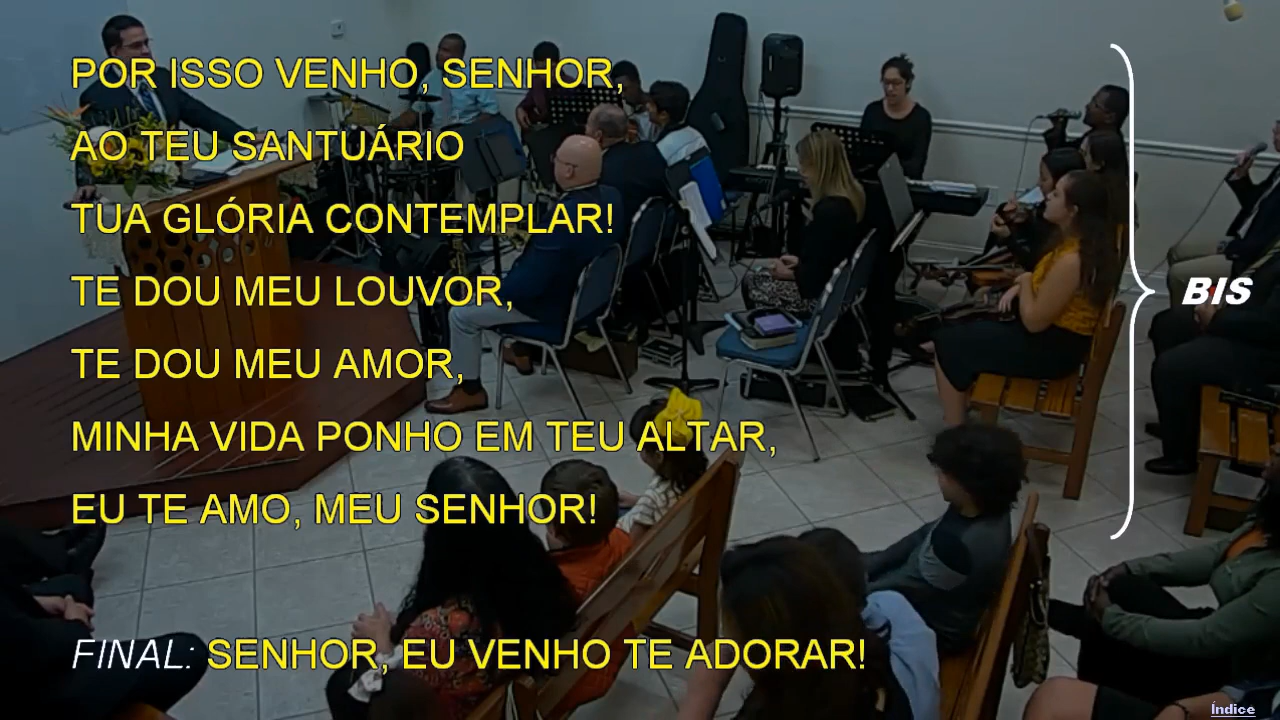 POR ISSO VENHO, SENHOR,
AO TEU SANTUÁRIO
TUA GLÓRIA CONTEMPLAR!
TE DOU MEU LOUVOR,
BIS
TE DOU MEU AMOR,
MINHA VIDA PONHO EM TEU ALTAR,
EU TE AMO, MEU SENHOR!
FINAL: SENHOR, EU VENHO TE ADORAR!
Índice